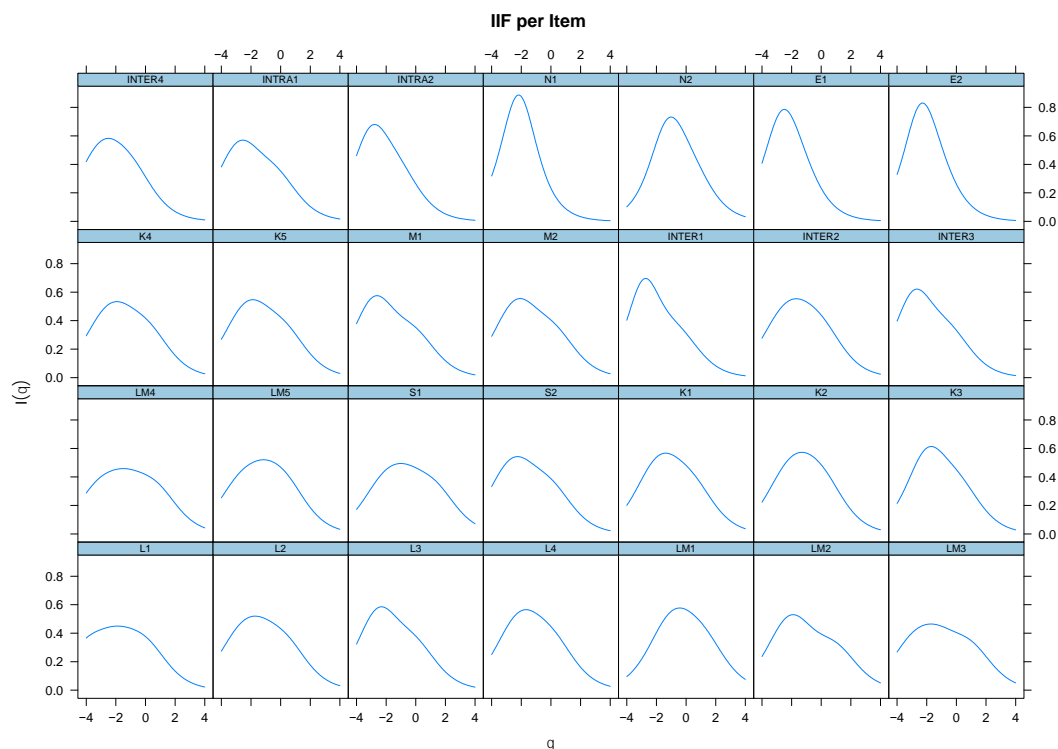 IIF per Item
−4 −2 0 2 4 −4 −2 0 2 4 −4 −2 0 2 4
INTER4 INTRA1 INTRA2 N1 N2 E1 E2
0.8
0.6
0.4
0.2
0.0
K4 K5 M1 M2 INTER1 INTER2 INTER3
0.8
0.6
0.4
0.2
0.0
LM4 LM5 S1 S2 K1 K2 K3
0.8
0.6
0.4
0.2
0.0
L1 L2 L3 L4 LM1 LM2 LM3
0.8
0.6
0.4
0.2
0.0
−4 −2 0 2 4 −4 −2 0 2 4 −4 −2 0 2 4 −4 −2 0 2 4
I(q)
q